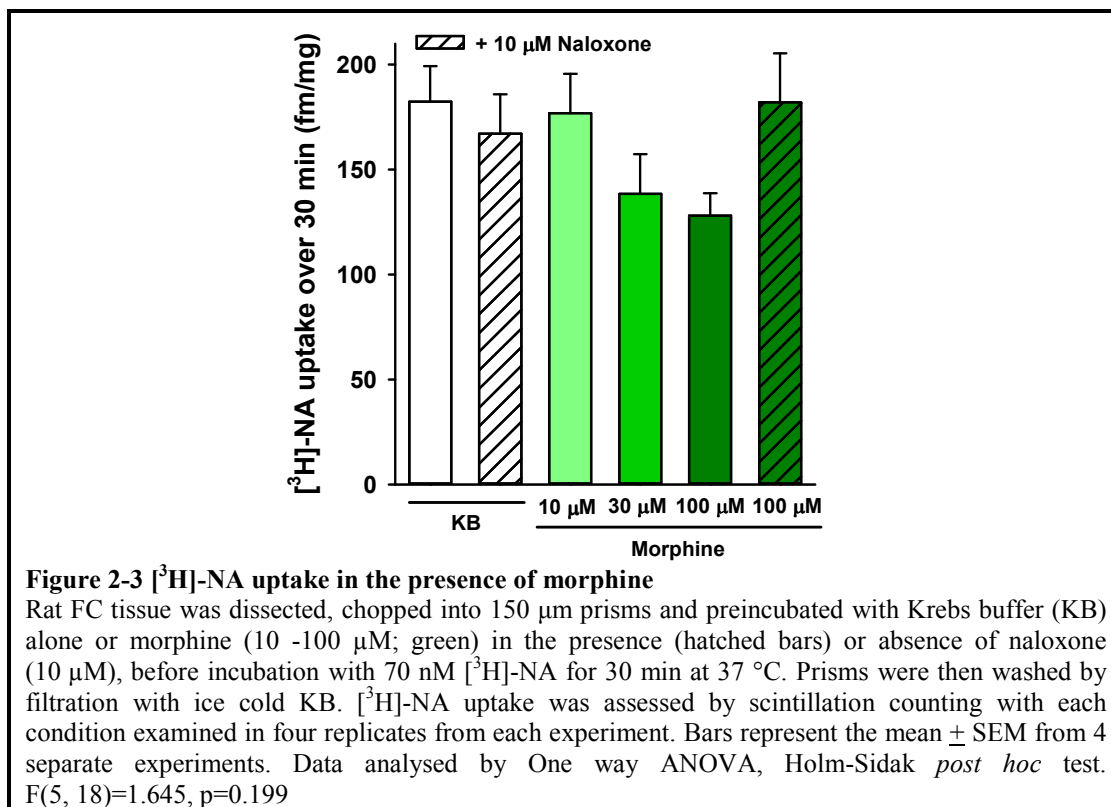 + 10 µM Naloxone
[³H]-NA uptake over 30 min (fm/mg)
200
150
100
50
0
10 µM 30 µM 100 µM 100 µM
KB
Morphine
Figure 2-3 [³H]-NA uptake in the presence of morphine
Rat FC tissue was dissected, chopped into 150 µm prisms and preincubated with Krebs buffer (KB)
alone or morphine (10 -100 µM; green) in the presence (hatched bars) or absence of naloxone
(10 µM), before incubation with 70 nM [³H]-NA for 30 min at 37 °C. Prisms were then washed by
filtration with ice cold KB. [³H]-NA uptake was assessed by scintillation counting with each
condition examined in four replicates from each experiment. Bars represent the mean ± SEM from 4
separate experiments. Data analysed by One way ANOVA, Holm-Sidak post hoc test.
F(5, 18)=1.645, p=0.199